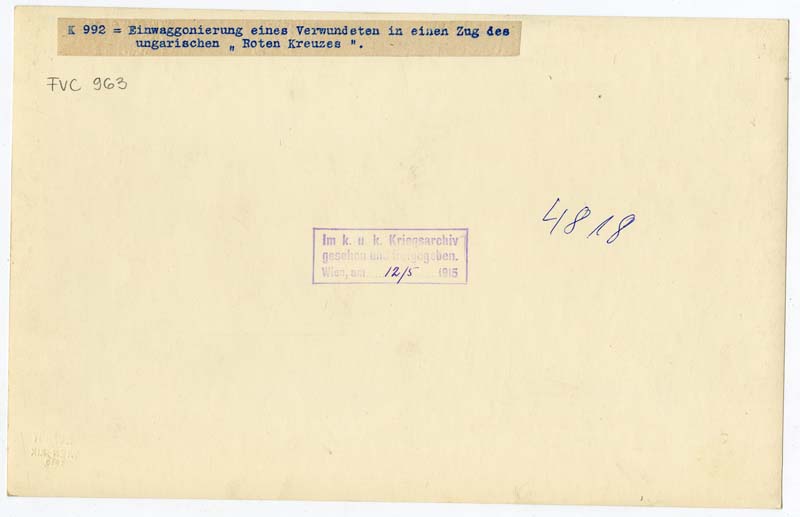 K 992 = Einwaggonierung eines Verwundeten in einen Zug des
ungarischen „ Roten Kreuzes ".
FVC 963
4818
Im k. u. k. Kriegsarchiv
gesehen und freigegeben.
Wien, am 12/5 1915